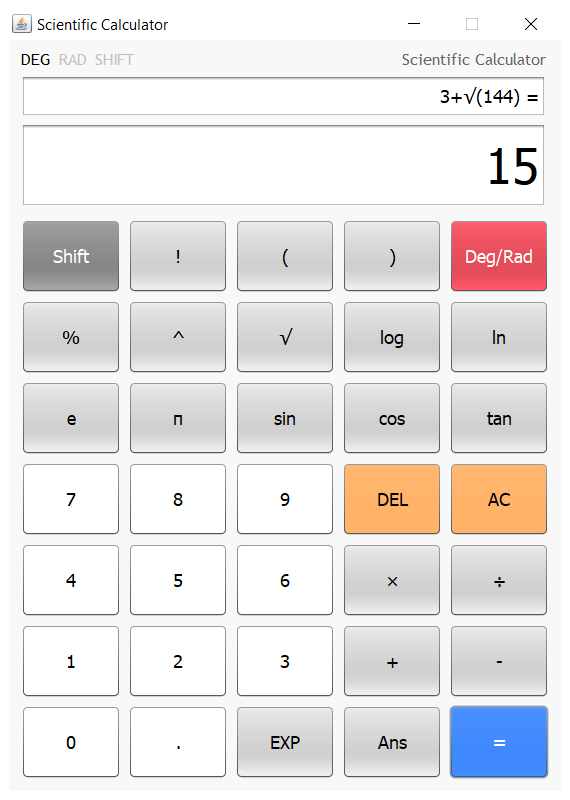 Scientific Calculator
DEG RAD SHIFT Scientific Calculator
3+√(144) =
15
Shift ! ( ) Deg/Rad
% ^ √ log ln
e п sin cos tan
7 8 9 DEL AC
4 5 6 × ÷
1 2 3 + -
0 . EXP Ans =